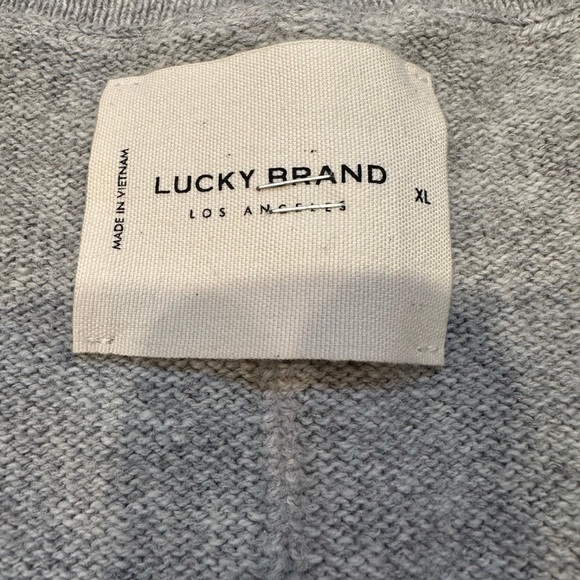 MADE IN VIETNAM
LUCKY BRAND
LOS ANGELES
XL